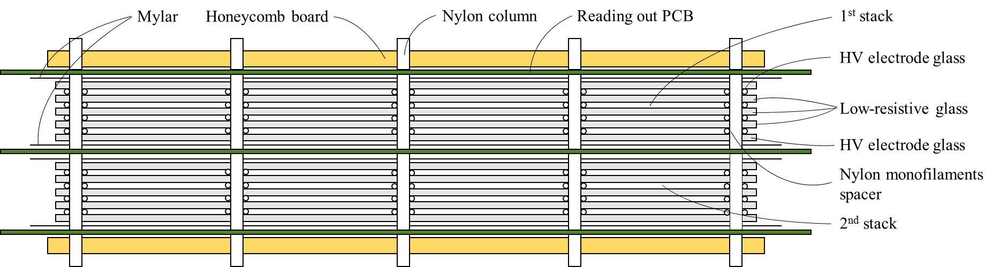 Mylar
Honeycomb board
Nylon column
Reading out PCB
1st stack
HV electrode glass
Low-resistive glass
HV electrode glass
Nylon monofilaments
spacer
2nd stack